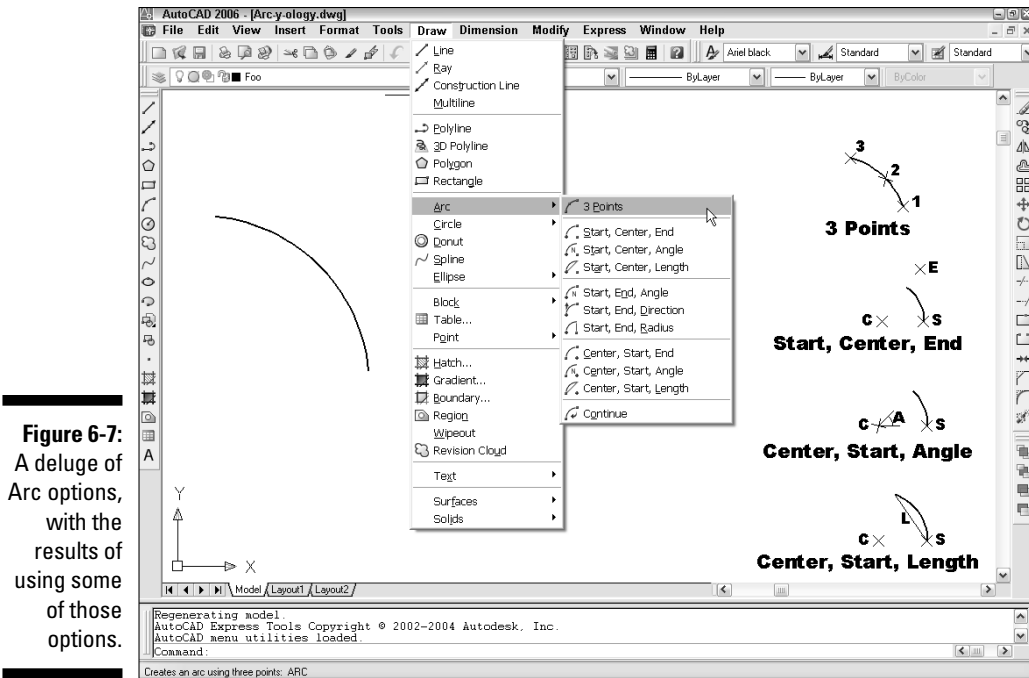 AutoCAD 2006 - [Arc-y-ology.dwg]
File Edit View Insert Format Tools Draw Dimension Modify Express Window Help
Ariel black Standard Standard
Foo ByLayer ByLayer ByColor
Line
Ray
Construction Line
Multiline
Polyline
3D Polyline
Polygon
Rectangle
Arc
Circle
Donut
Spline
Ellipse
Block
Table...
Point
Hatch...
Gradient...
Boundary...
Region
Wipeout
Revision Cloud
Text
Surfaces
Solids
3 Points
Start, Center, End
Start, Center, Angle
Start, Center, Length
Start, End, Angle
Start, End, Direction
Start, End, Radius
Center, Start, End
Center, Start, Angle
Center, Start, Length
Continue
3
2
1
3 Points
E
C S
Start, Center, End
C A S
Center, Start, Angle
L
C S
Center, Start, Length
A
Y
X
Model Layout1 Layout2
Regenerating model.
AutoCAD Express Tools Copyright © 2002-2004 Autodesk, Inc.
AutoCAD menu utilities loaded.
Command:
Creates an arc using three points: ARC
Figure 6-7:
A deluge of
Arc options,
with the
results of
using some
of those
options.